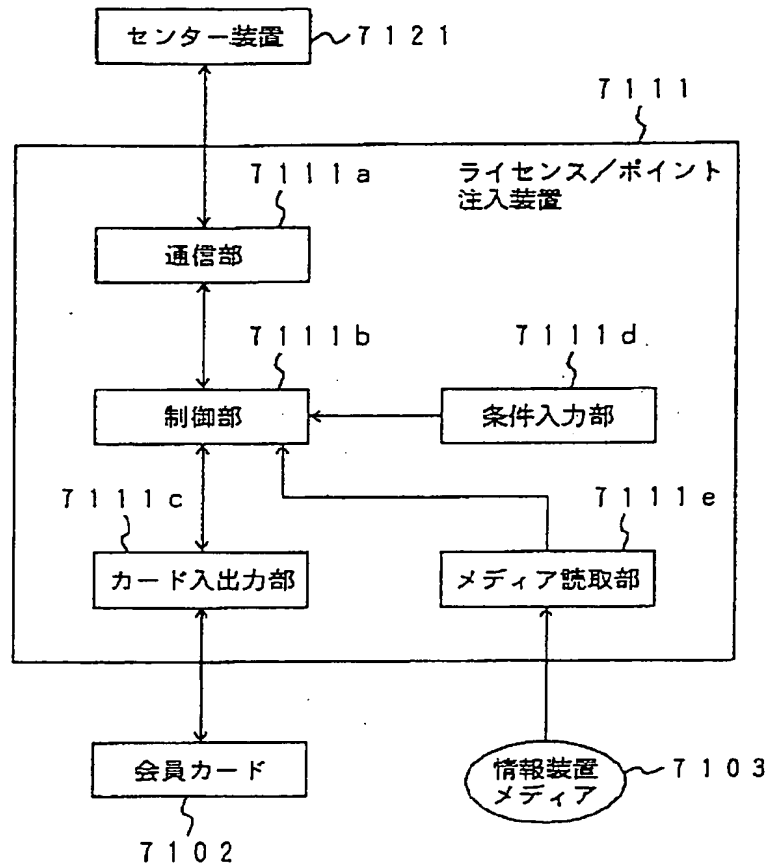 センター装置
7121
7111
ライセンス／ポイント
注入装置
7111a
通信部
7111b
7111d
制御部
条件入力部
7111c
7111e
カード入出力部
メディア読取部
会員カード
情報装置
メディア
7103
7102